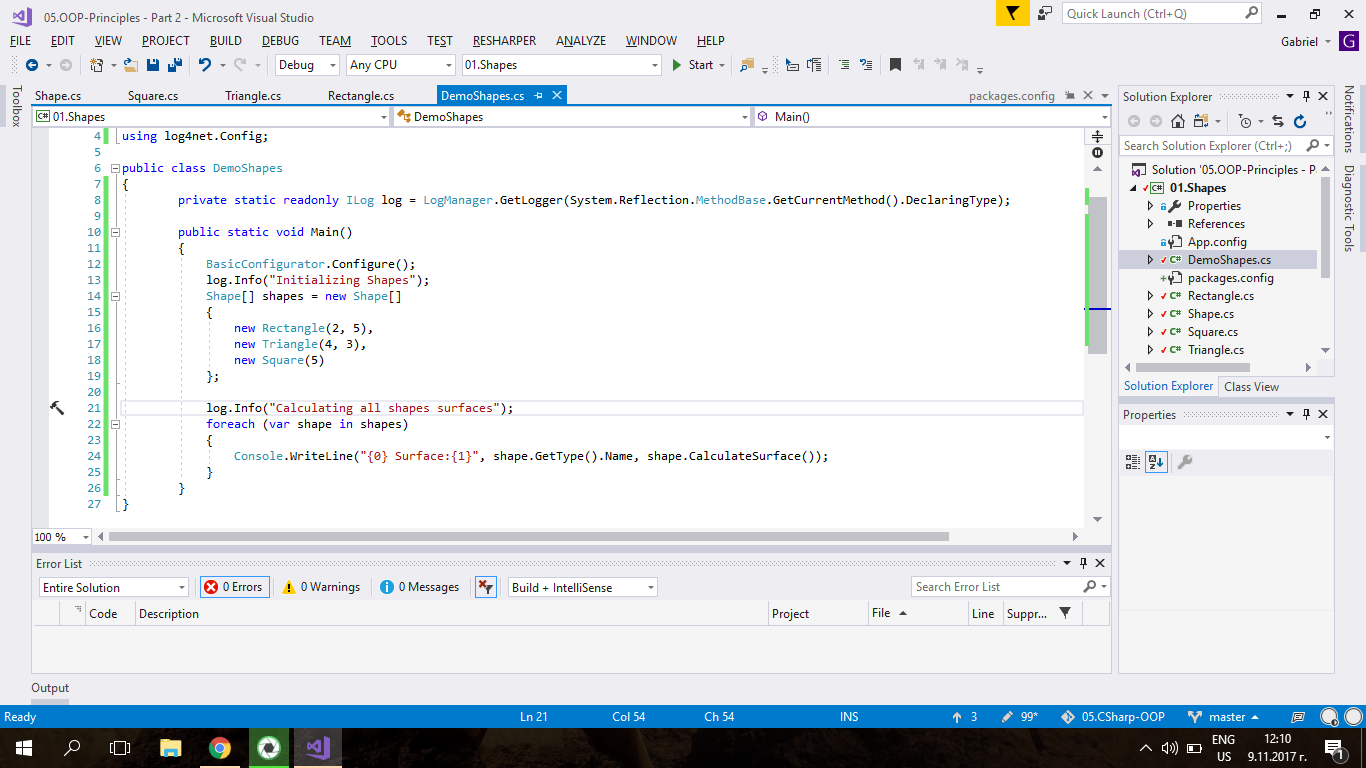 05.OOP-Principles - Part 2 - Microsoft Visual Studio
Quick Launch (Ctrl+Q)
FILE EDIT VIEW PROJECT BUILD DEBUG TEAM TOOLS TEST RESHARPER ANALYZE WINDOW HELP
Gabriel G
Debug Any CPU 01.Shapes Start
Toolbox
Shape.cs Square.cs Triangle.cs Rectangle.cs DemoShapes.cs packages.config
01.Shapes DemoShapes Main()
4 using log4net.Config;
5
6 public class DemoShapes
7 {
8 private static readonly ILog log = LogManager.GetLogger(System.Reflection.MethodBase.GetCurrentMethod().DeclaringType);
9
10 public static void Main()
11 {
12 BasicConfigurator.Configure();
13 log.Info("Initializing Shapes");
14 Shape[] shapes = new Shape[]
15 {
16 new Rectangle(2, 5),
17 new Triangle(4, 3),
18 new Square(5)
19 };
20
21 log.Info("Calculating all shapes surfaces");
22 foreach (var shape in shapes)
23 {
24 Console.WriteLine("{0} Surface:{1}", shape.GetType().Name, shape.CalculateSurface());
25 }
26 }
27 }
100 %
Solution Explorer
Search Solution Explorer (Ctrl+;)
Solution '05.OOP-Principles - P
C# 01.Shapes
Properties
References
App.config
C# DemoShapes.cs
packages.config
C# Rectangle.cs
C# Shape.cs
C# Square.cs
C# Triangle.cs
Solution Explorer Class View
Properties
Notifications
Diagnostic Tools
Error List
Entire Solution 0 Errors 0 Warnings 0 Messages Build + IntelliSense
Search Error List
Code Description Project File Line Suppr...
Output
Ready Ln 21 Col 54 Ch 54 INS 3 99* 05.CSharp-OOP master
ENG
US
12:10
9.11.2017 г.
1